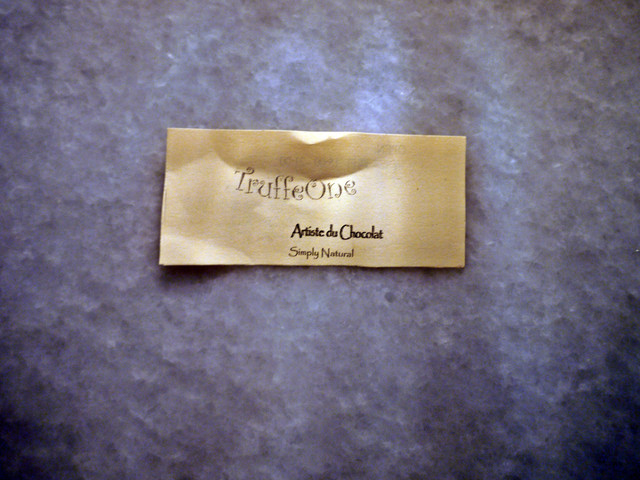 TruffeOne
Artiste du Chocolat
Simply Natural